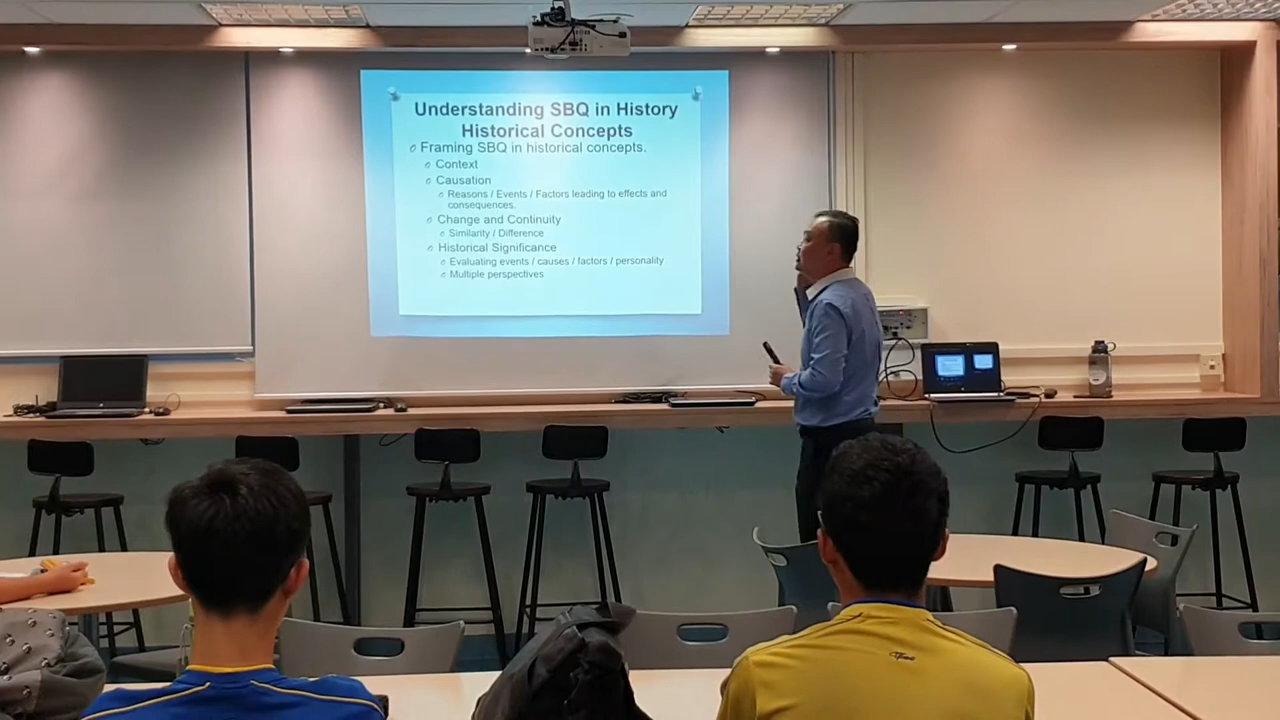 Understanding SBQ in History
Historical Concepts
Framing SBQ in historical concepts.
Context
Causation
Reasons / Events / Factors leading to effects and
consequences.
Change and Continuity
Similarity / Difference
Historical Significance
Evaluating events / causes / factors / personality
Multiple perspectives